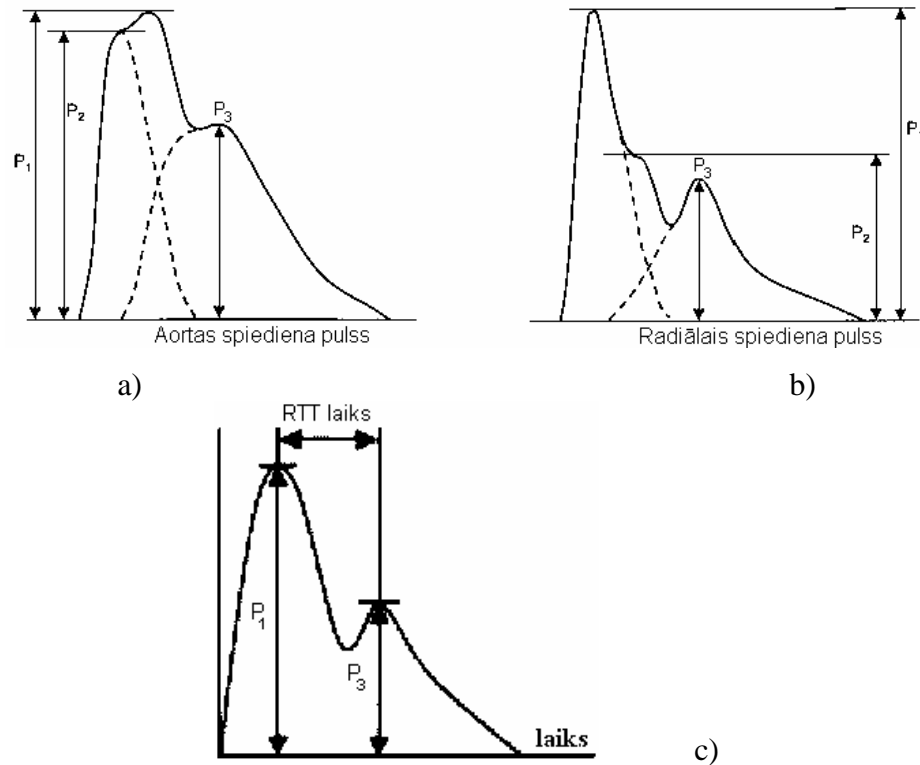 P₁
P₂
P₃
Aortas spiediena pulss
a)
P₃
P₂
Radiālais spiediena pulss
b)
RTT laiks
P₁
P₃
laiks
c)